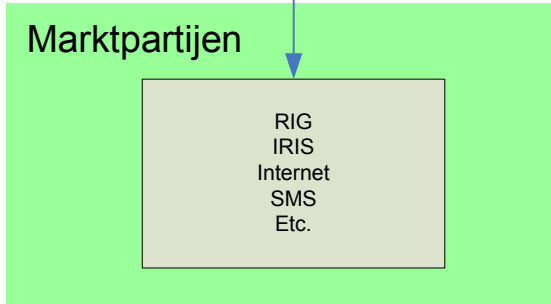 Marktpartijen
RIG
IRIS
Internet
SMS
Etc.